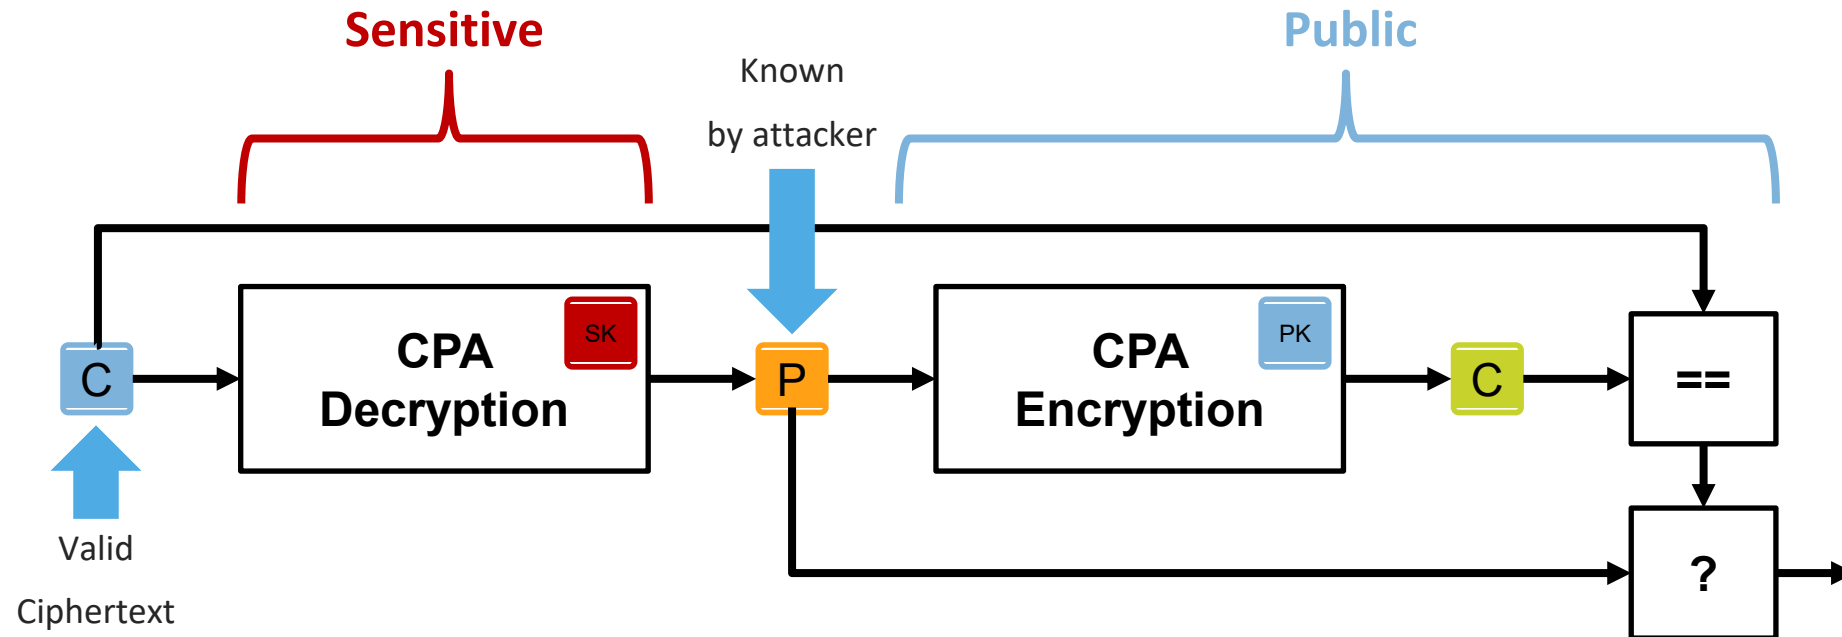 Sensitive
Public
Known
by attacker
SK
PK
C
CPA
Decryption
P
CPA
Encryption
C
==
Valid
Ciphertext
?